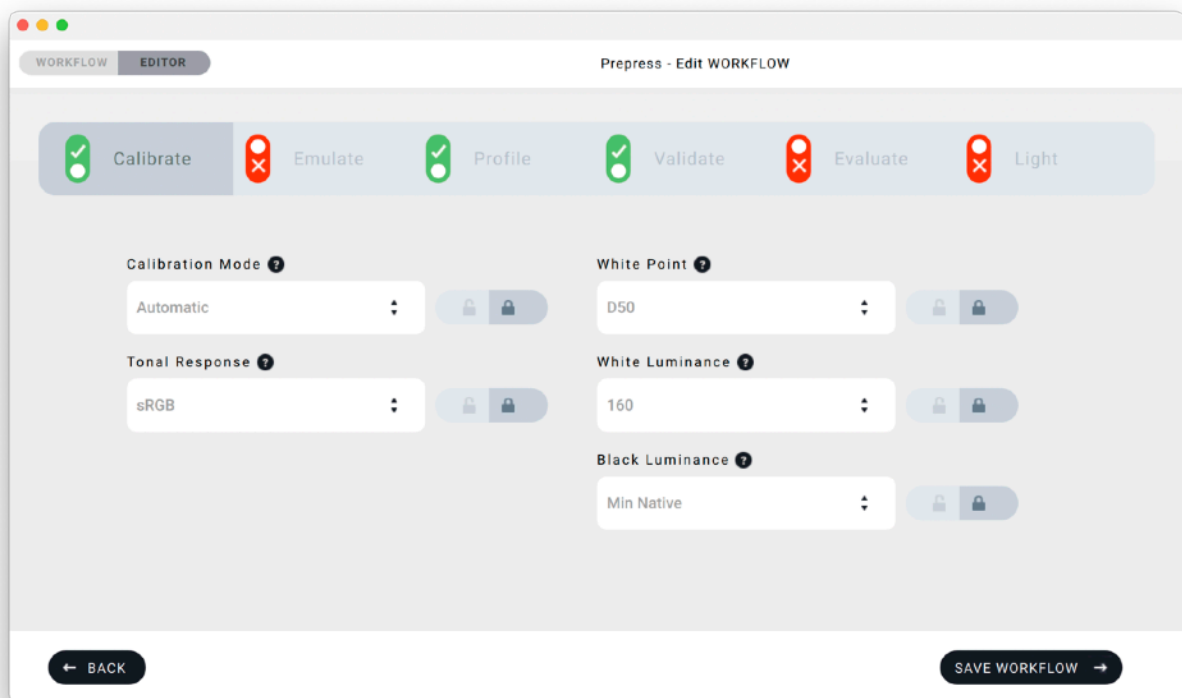 WORKFLOW EDITOR Prepress - Edit WORKFLOW
Calibrate Emulate Profile Validate Evaluate Light
Calibration Mode ?
Automatic
Tonal Response ?
sRGB
White Point ?
D50
White Luminance ?
160
Black Luminance ?
Min Native
← BACK SAVE WORKFLOW →